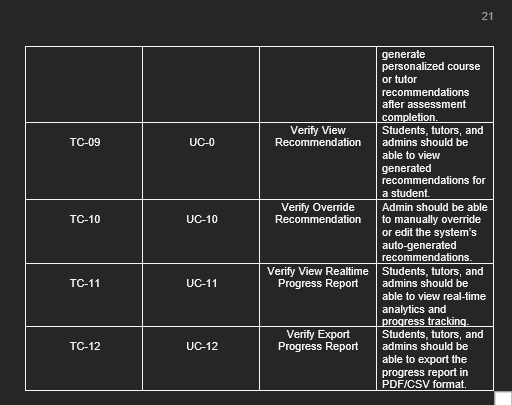 21
generate
personalized course
or tutor
recommendations
after assessment
completion.
TC-09
UC-0
Verify View
Recommendation
Students, tutors, and
admins should be
able to view
generated
recommendations for
a student.
TC-10
UC-10
Verify Override
Recommendation
Admin should be able
to manually override
or edit the system's
auto-generated
recommendations.
TC-11
UC-11
Verify View Realtime
Progress Report
Students, tutors, and
admins should be
able to view real-time
analytics and
progress tracking.
TC-12
UC-12
Verify Export
Progress Report
Students, tutors, and
admins should be
able to export the
progress report in
PDF/CSV format.